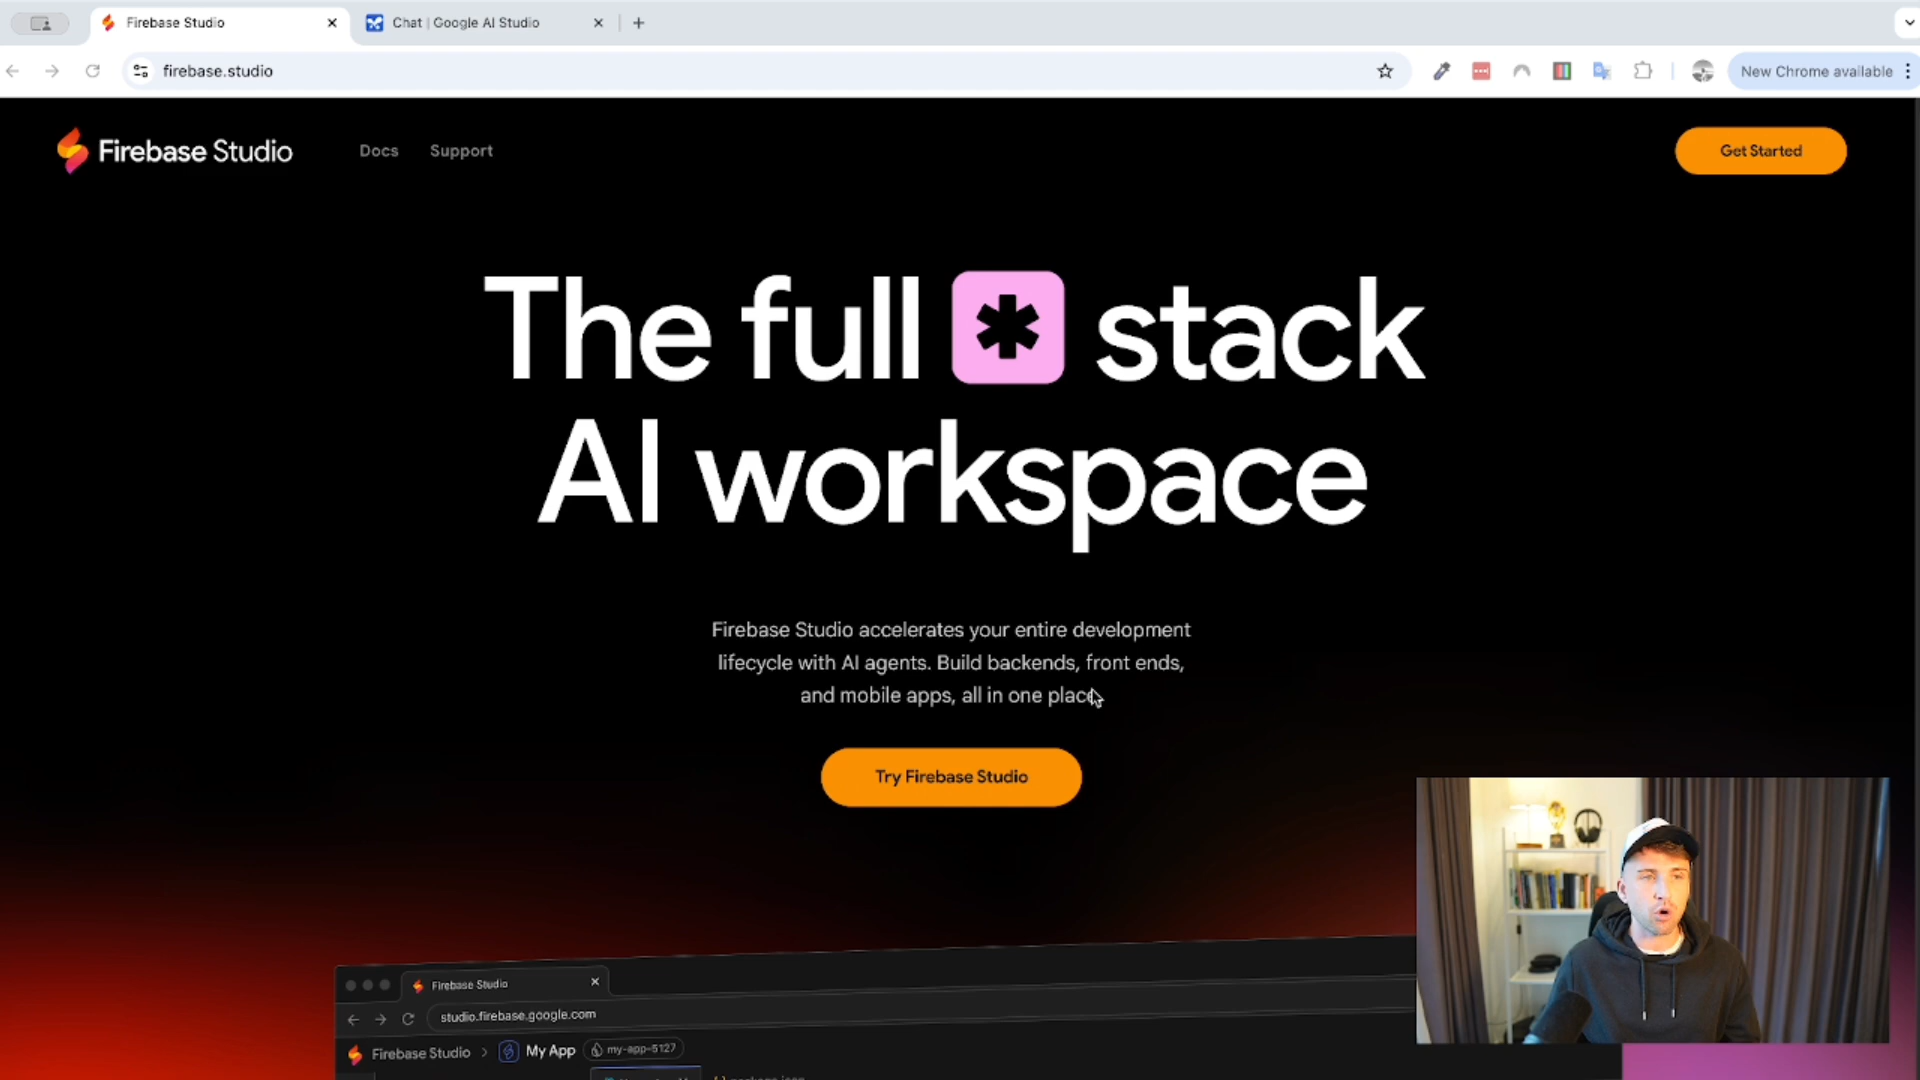 Firebase Studio
Chat | Google AI Studio
firebase.studio
New Chrome available
Firebase Studio
Docs
Support
Get Started
The full * stack
AI workspace
Firebase Studio accelerates your entire development
lifecycle with AI agents. Build backends, front ends,
and mobile apps, all in one place.
Try Firebase Studio
Firebase Studio
studio.firebase.google.com
Firebase Studio
My App
my-app-5127